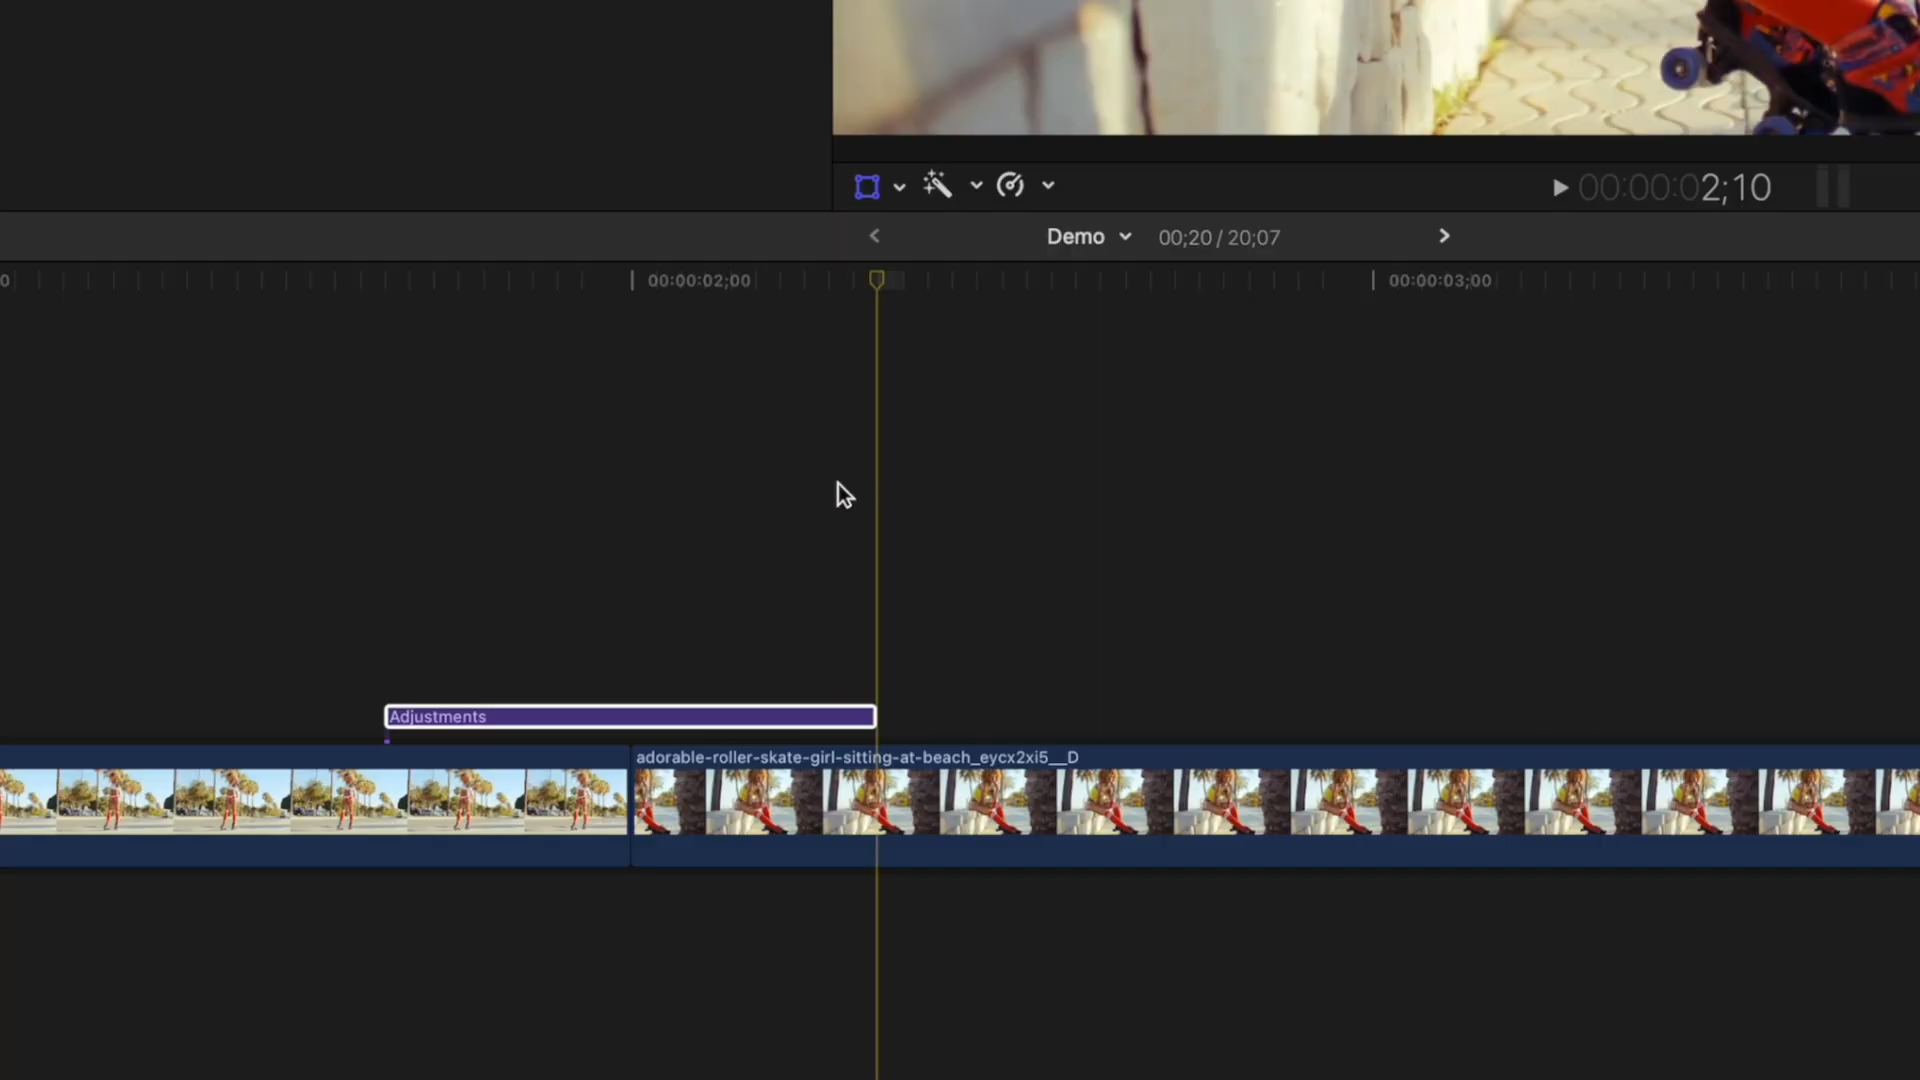 00:00:02;10
Demo 00;20 / 20;07
0 00:00:02;00 00:00:03;00
Adjustments
adorable-roller-skate-girl-sitting-at-beach_eycx2xi5__D